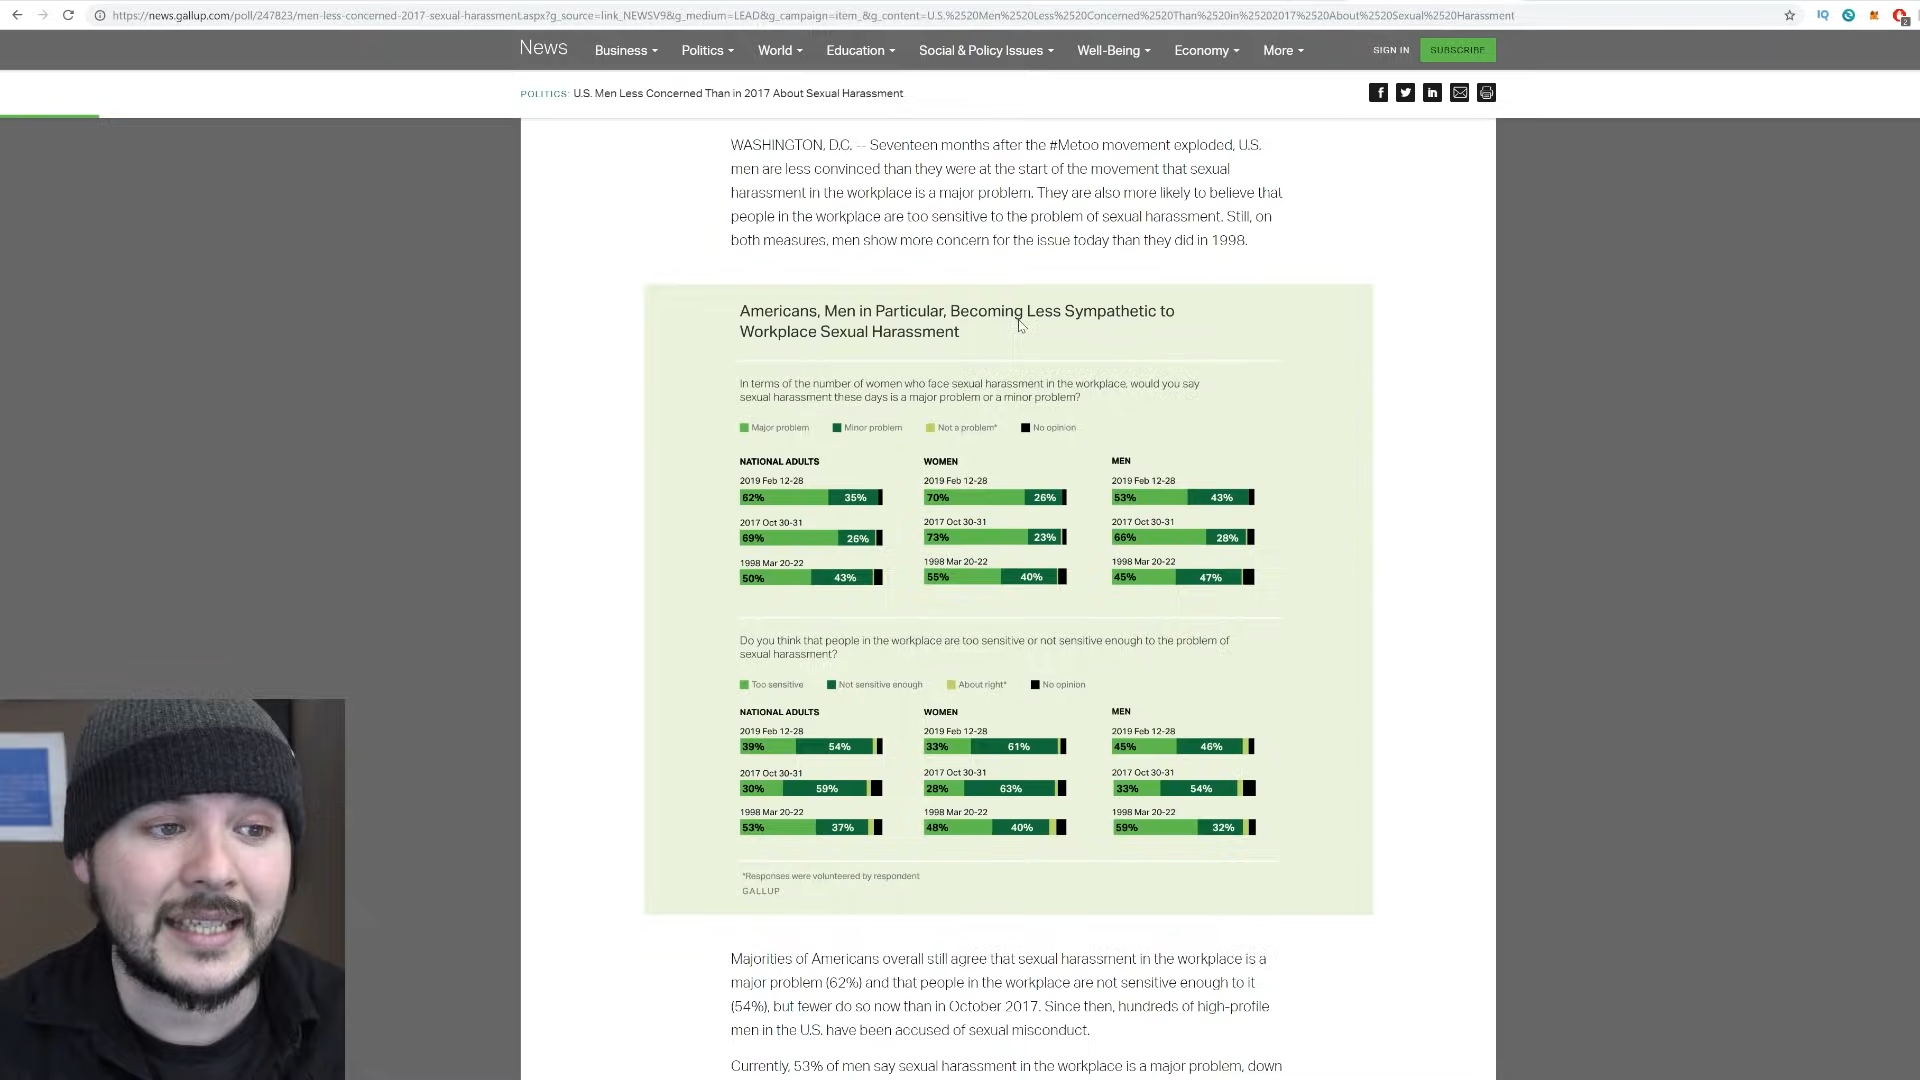 https://news.gallup.com/poll/247823/men-less-concerned-2017-sexual-harassment.aspx?g_source=link_NEWSV9&g_medium=LEAD&g_campaign=item_&g_content=U.S.%2520Men%2520Less%2520Concerned%2520Than%2520in%25202017%2520About%2520Sexual%2520Harassment
News Business Politics World Education Social & Policy Issues Well-Being Economy More SIGN IN SUBSCRIBE
POLITICS: U.S. Men Less Concerned Than in 2017 About Sexual Harassment
WASHINGTON, D.C. -- Seventeen months after the #Metoo movement exploded, U.S.
men are less convinced than they were at the start of the movement that sexual
harassment in the workplace is a major problem. They are also more likely to believe that
people in the workplace are too sensitive to the problem of sexual harassment. Still, on
both measures, men show more concern for the issue today than they did in 1998.
Americans, Men in Particular, Becoming Less Sympathetic to
Workplace Sexual Harassment
In terms of the number of women who face sexual harassment in the workplace, would you say
sexual harassment these days is a major problem or a minor problem?
Major problem Minor problem Not a problem* No opinion
NATIONAL ADULTS WOMEN MEN
2019 Feb 12-28 2019 Feb 12-28 2019 Feb 12-28
62% 35% 70% 26% 53% 43%
2017 Oct 30-31 2017 Oct 30-31 2017 Oct 30-31
69% 26% 73% 23% 66% 28%
1998 Mar 20-22 1998 Mar 20-22 1998 Mar 20-22
50% 43% 55% 40% 45% 47%
Do you think that people in the workplace are too sensitive or not sensitive enough to the problem of
sexual harassment?
Too sensitive Not sensitive enough About right* No opinion
NATIONAL ADULTS WOMEN MEN
2019 Feb 12-28 2019 Feb 12-28 2019 Feb 12-28
39% 54% 33% 61% 45% 46%
2017 Oct 30-31 2017 Oct 30-31 2017 Oct 30-31
30% 59% 28% 63% 33% 54%
1998 Mar 20-22 1998 Mar 20-22 1998 Mar 20-22
53% 37% 48% 40% 59% 32%
*Responses were volunteered by respondent
GALLUP
Majorities of Americans overall still agree that sexual harassment in the workplace is a
major problem (62%) and that people in the workplace are not sensitive enough to it
(54%), but fewer do so now than in October 2017. Since then, hundreds of high-profile
men in the U.S. have been accused of sexual misconduct.
Currently, 53% of men say sexual harassment in the workplace is a major problem, down